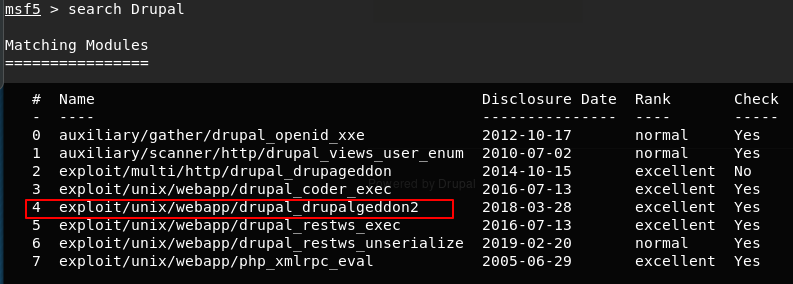 msf5 > search Drupal
Matching Modules
================
# Name Disclosure Date Rank Check
- ---- --------------- ---- -----
0 auxiliary/gather/drupal_openid_xxe 2012-10-17 normal Yes
1 auxiliary/scanner/http/drupal_views_user_enum 2010-07-02 normal Yes
2 exploit/multi/http/drupal_drupageddon 2014-10-15 excellent No
3 exploit/unix/webapp/drupal_coder_exec 2016-07-13 excellent Yes
Powered by Drupal
4 exploit/unix/webapp/drupal_drupalgeddon2 2018-03-28 excellent Yes
5 exploit/unix/webapp/drupal_restws_exec 2016-07-13 excellent Yes
6 exploit/unix/webapp/drupal_restws_unserialize 2019-02-20 normal Yes
7 exploit/unix/webapp/php_xmlrpc_eval 2005-06-29 excellent Yes